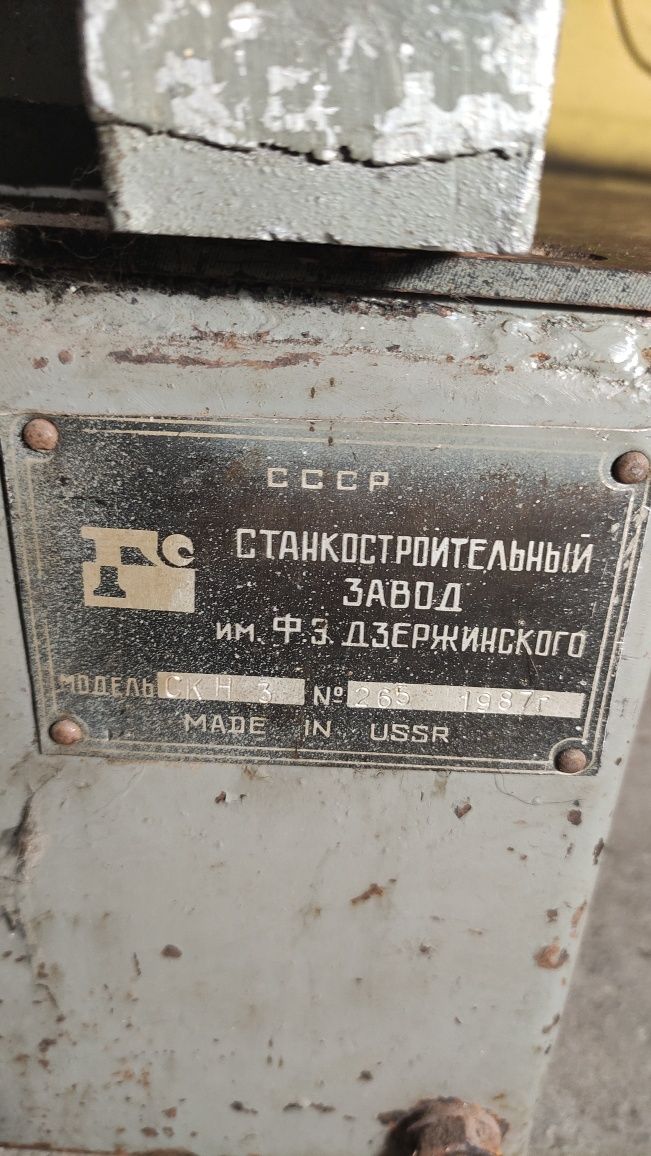 СССР
СТАНКОСТРОИТЕЛЬНЫЙ
ЗАВОД
ИМ. Ф.Э. ДЗЕРЖИНСКОГО
МОДЕЛЬ СКН 3 № 265 1987г
MADE IN USSR